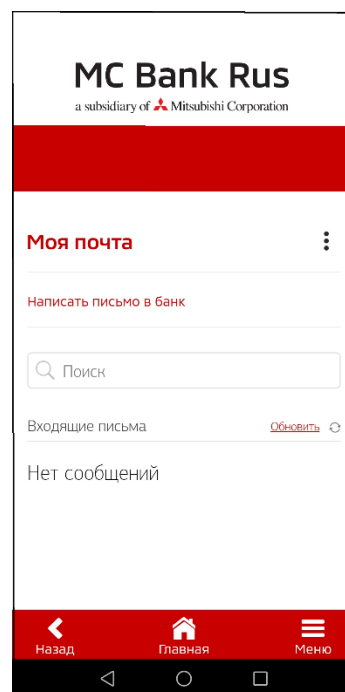 MC Bank Rus
a subsidiary of Mitsubishi Corporation
Моя почта
Написать письмо в банк
Поиск
Входящие письма Обновить
Нет сообщений
Назад Главная Меню